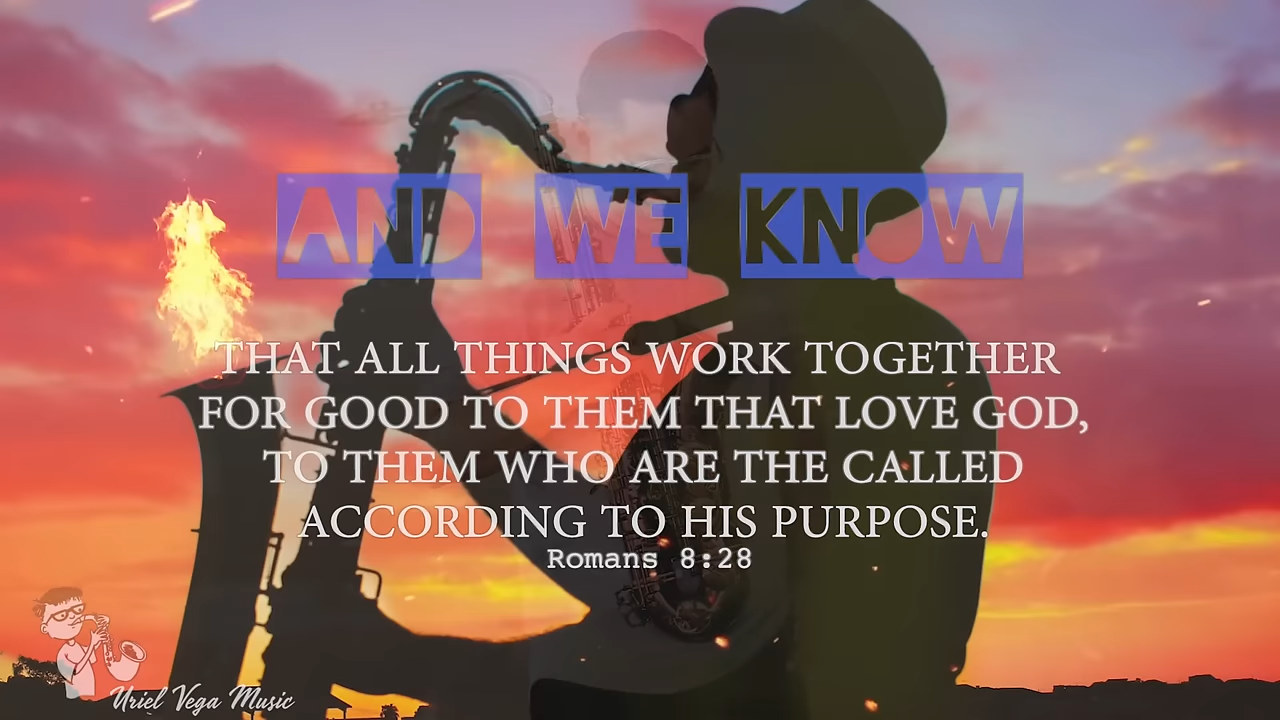 AND WE KNOW
THAT ALL THINGS WORK TOGETHER
FOR GOOD TO THEM THAT LOVE GOD,
TO THEM WHO ARE THE CALLED
ACCORDING TO HIS PURPOSE.
Romans 8:28
Uriel Vega Music